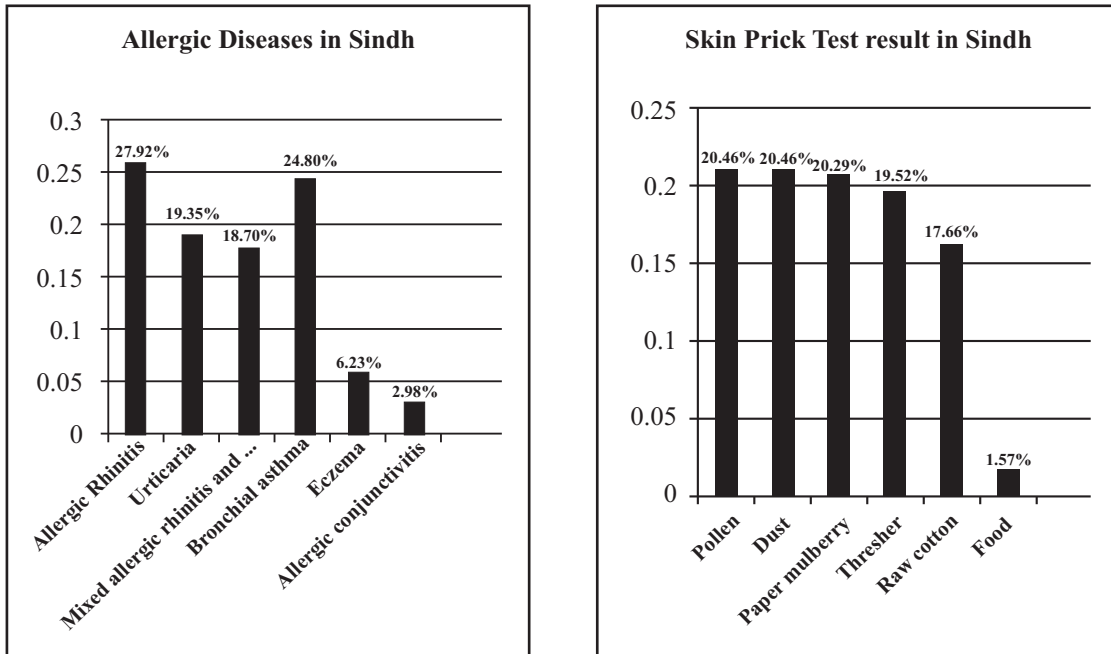 Allergic Diseases in Sindh
0.3
0.25
0.2
0.15
0.1
0.05
0
27.92%
19.35%
18.70%
24.80%
6.23%
2.98%
Allergic Rhinitis
Urticaria
Mixed allergic rhinitis and ...
Bronchial asthma
Eczema
Allergic conjunctivitis
Skin Prick Test result in Sindh
0.25
0.2
0.15
0.1
0.05
0
20.46%
20.46%
20.29%
19.52%
17.66%
1.57%
Pollen
Dust
Paper mulberry
Thresher
Raw cotton
Food